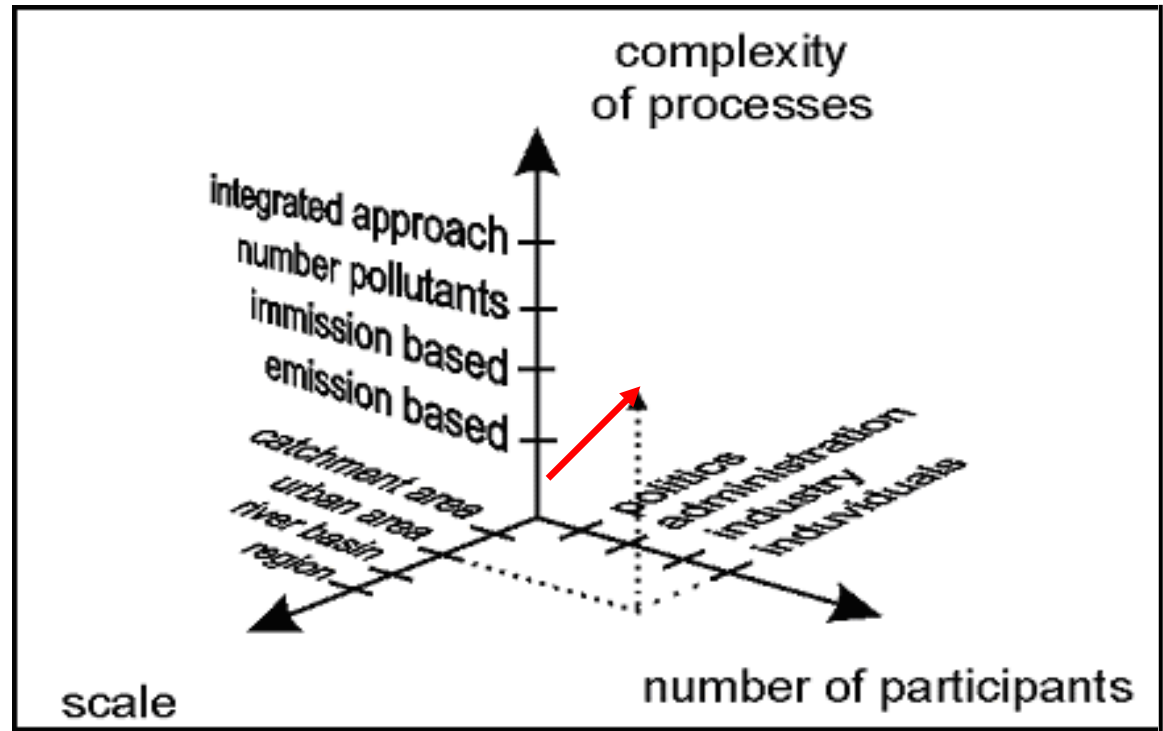 complexity
of processes
integrated approach
number pollutants
immission based
emission based
catchment area
urban area
river basin
region
politics
administration
industry
induviduals
scale
number of participants